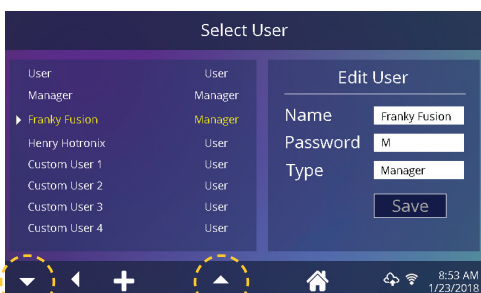 Select User
User User
Manager Manager
Franky Fusion Manager
Henry Hotronix User
Custom User 1 User
Custom User 2 User
Custom User 3 User
Custom User 4 User
Edit User
Name Franky Fusion
Password M
Type Manager
Save
8:53 AM
1/23/2018